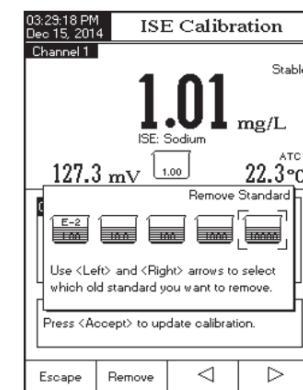 03:29:18 PM
Dec 15, 2014
ISE Calibration
Channel 1
Stable
1.01 mg/L
ISE: Sodium
127.3 mV
1.00
ATC
22.3°C
Remove Standard
E-2
1.00
10.0
100
1000
10000
Use <Left> and <Right> arrows to select
which old standard you want to remove.
Press <Accept> to update calibration.
Escape
Remove